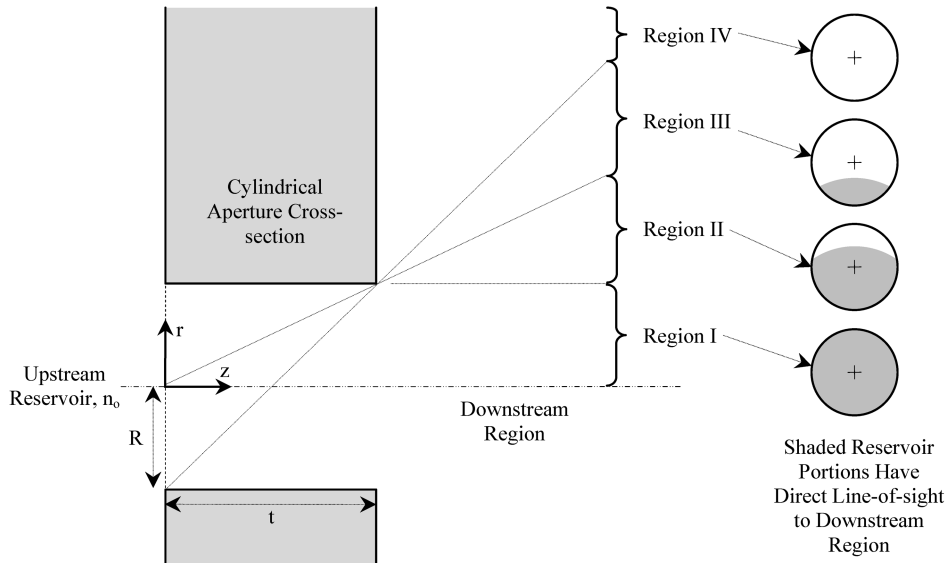 Region IV
Region III
Cylindrical
Aperture Cross-
section
Region II
r
Region I
z
Upstream
Reservoir, nₒ
Downstream
Region
R
Shaded Reservoir
Portions Have
Direct Line-of-sight
to Downstream
Region
t